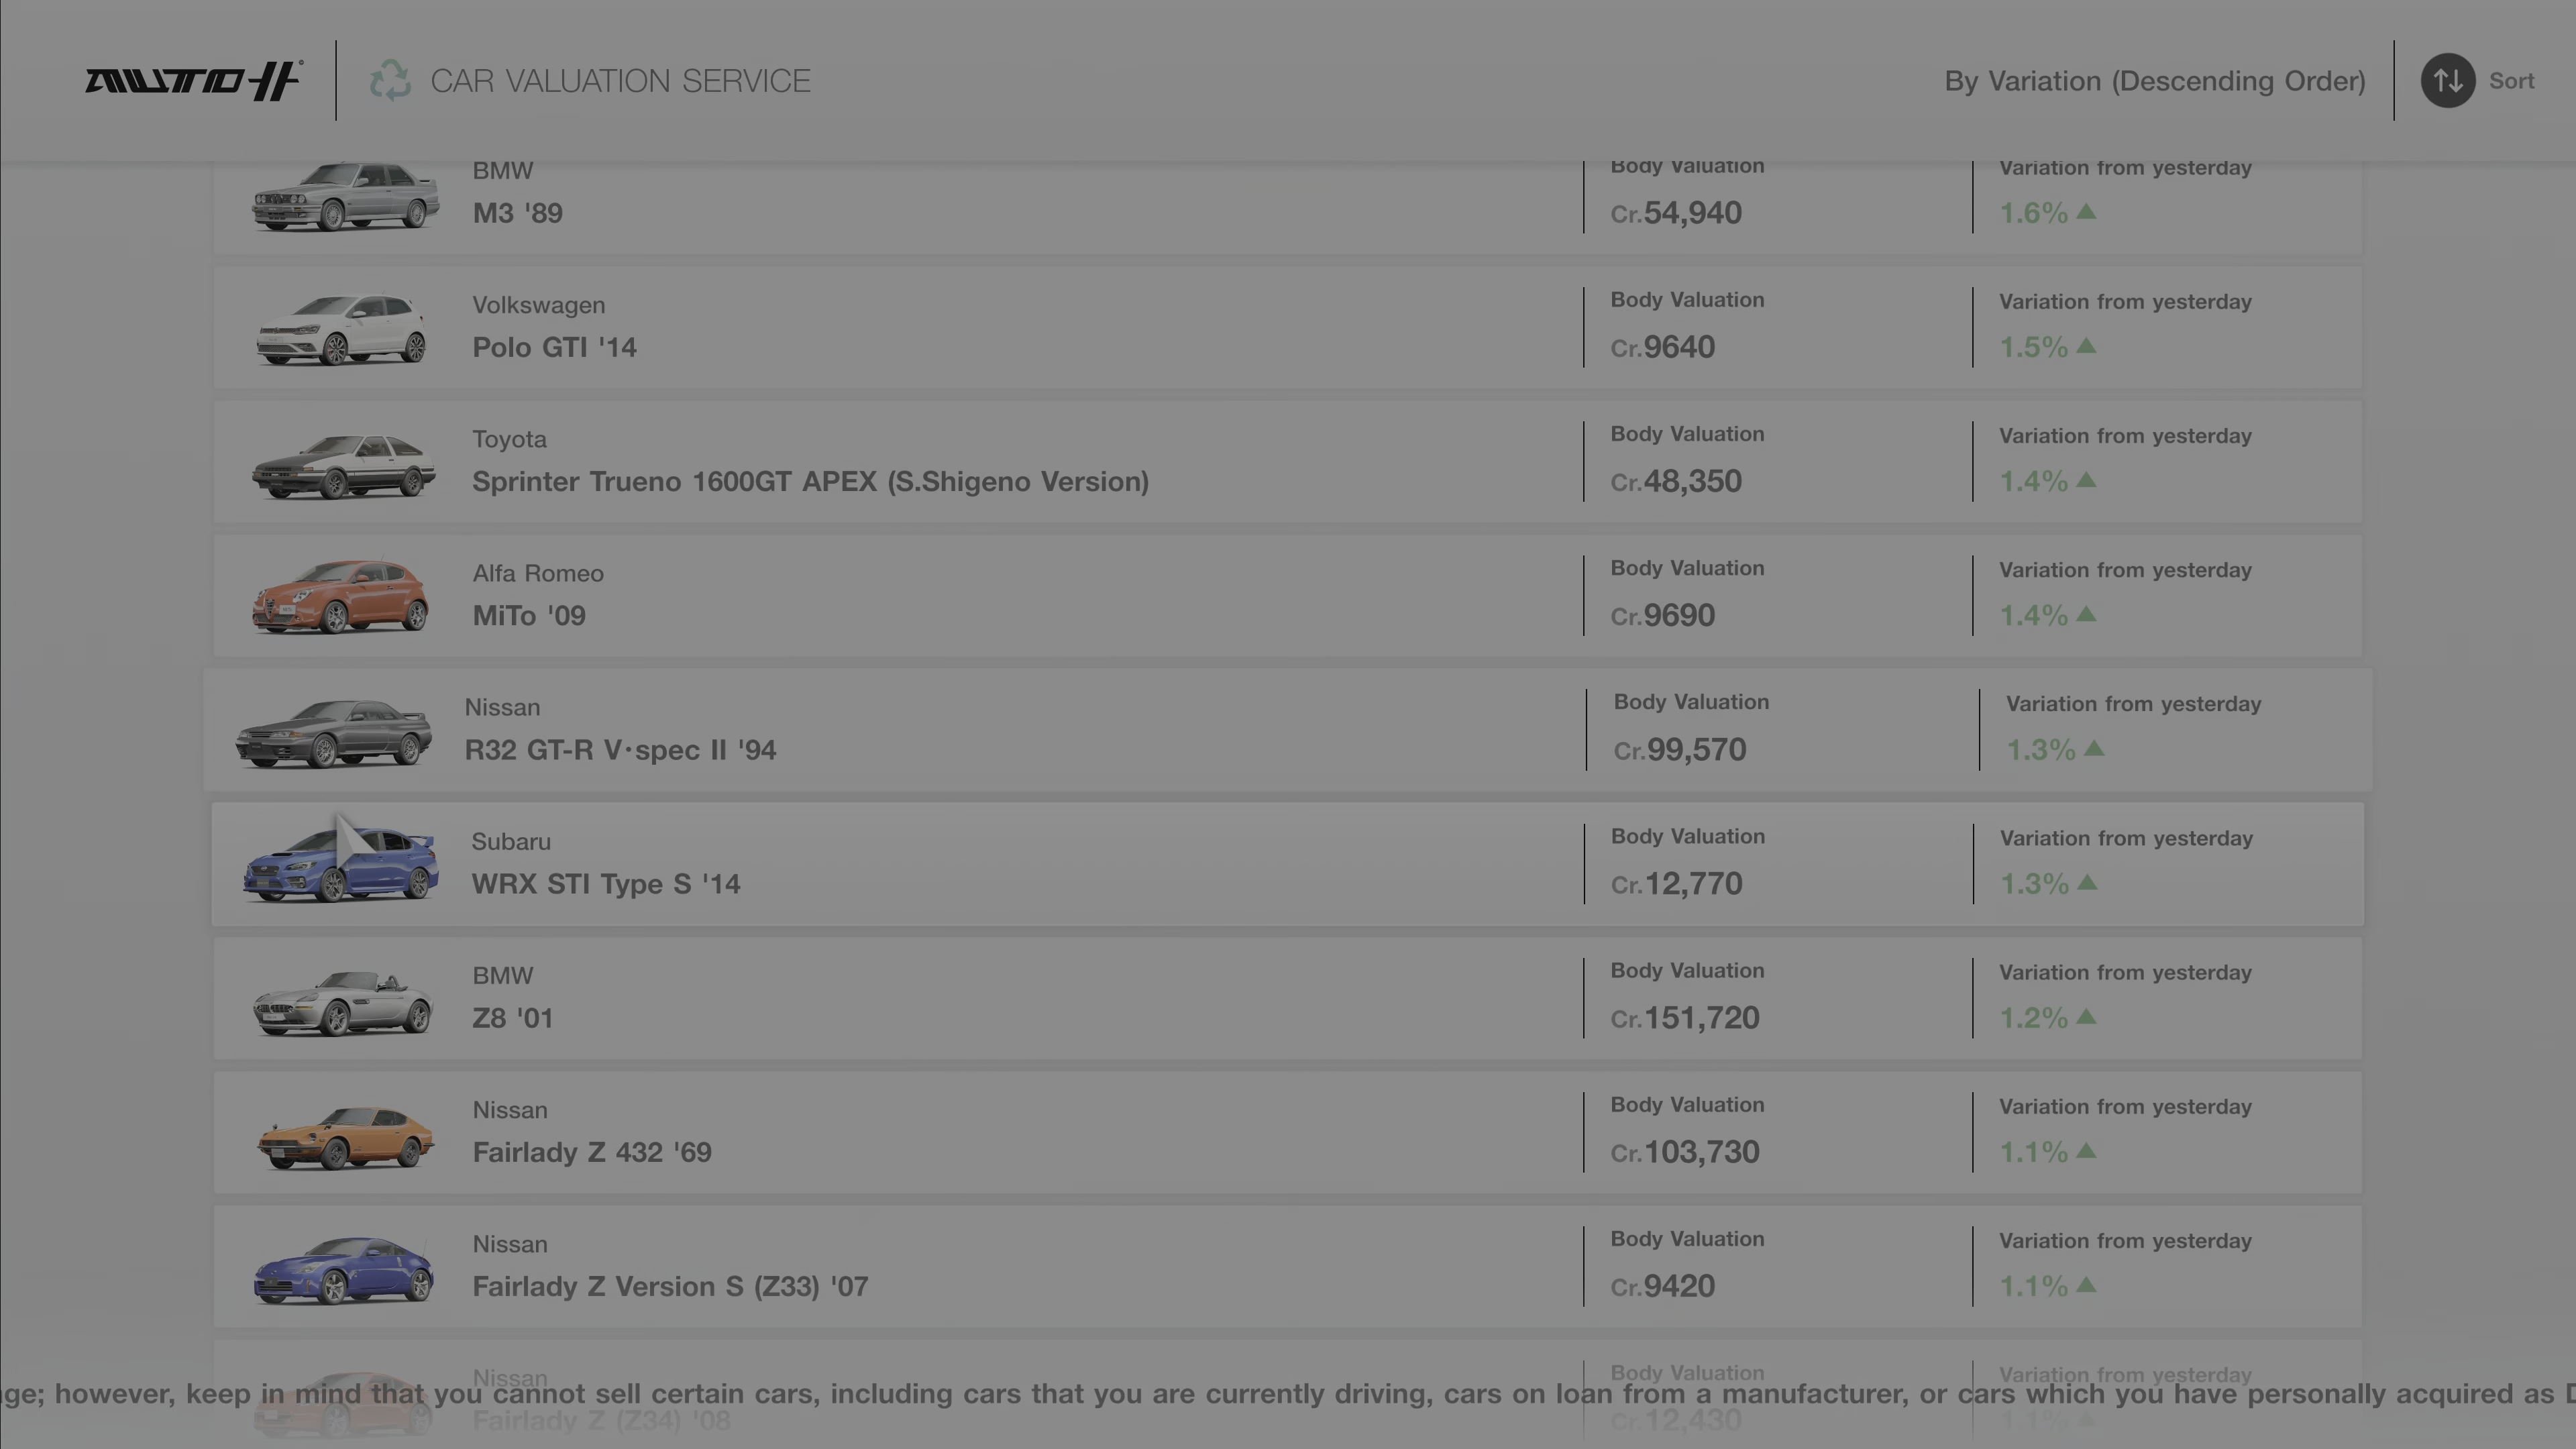 AUTO
CAR VALUATION SERVICE
By Variation (Descending Order)
Sort
BMW
M3 '89
Body Valuation
Cr.54,940
Variation from yesterday
1.6%
Volkswagen
Polo GTI '14
Body Valuation
Cr.9640
Variation from yesterday
1.5%
Toyota
Sprinter Trueno 1600GT APEX (S.Shigeno Version)
Body Valuation
Cr.48,350
Variation from yesterday
1.4%
Alfa Romeo
MiTo '09
Body Valuation
Cr.9690
Variation from yesterday
1.4%
Nissan
R32 GT-R V·spec II '94
Body Valuation
Cr.99,570
Variation from yesterday
1.3%
Subaru
WRX STI Type S '14
Body Valuation
Cr.12,770
Variation from yesterday
1.3%
BMW
Z8 '01
Body Valuation
Cr.151,720
Variation from yesterday
1.2%
Nissan
Fairlady Z 432 '69
Body Valuation
Cr.103,730
Variation from yesterday
1.1%
Nissan
Fairlady Z Version S (Z33) '07
Body Valuation
Cr.9420
Variation from yesterday
1.1%
Nissan
Fairlady Z (Z34) '08
Body Valuation
Cr.12,430
Variation from yesterday
1.1%
however, keep in mind that you cannot sell certain cars, including cars that you are currently driving, cars on loan from a manufacturer, or cars which you have personally acquired as